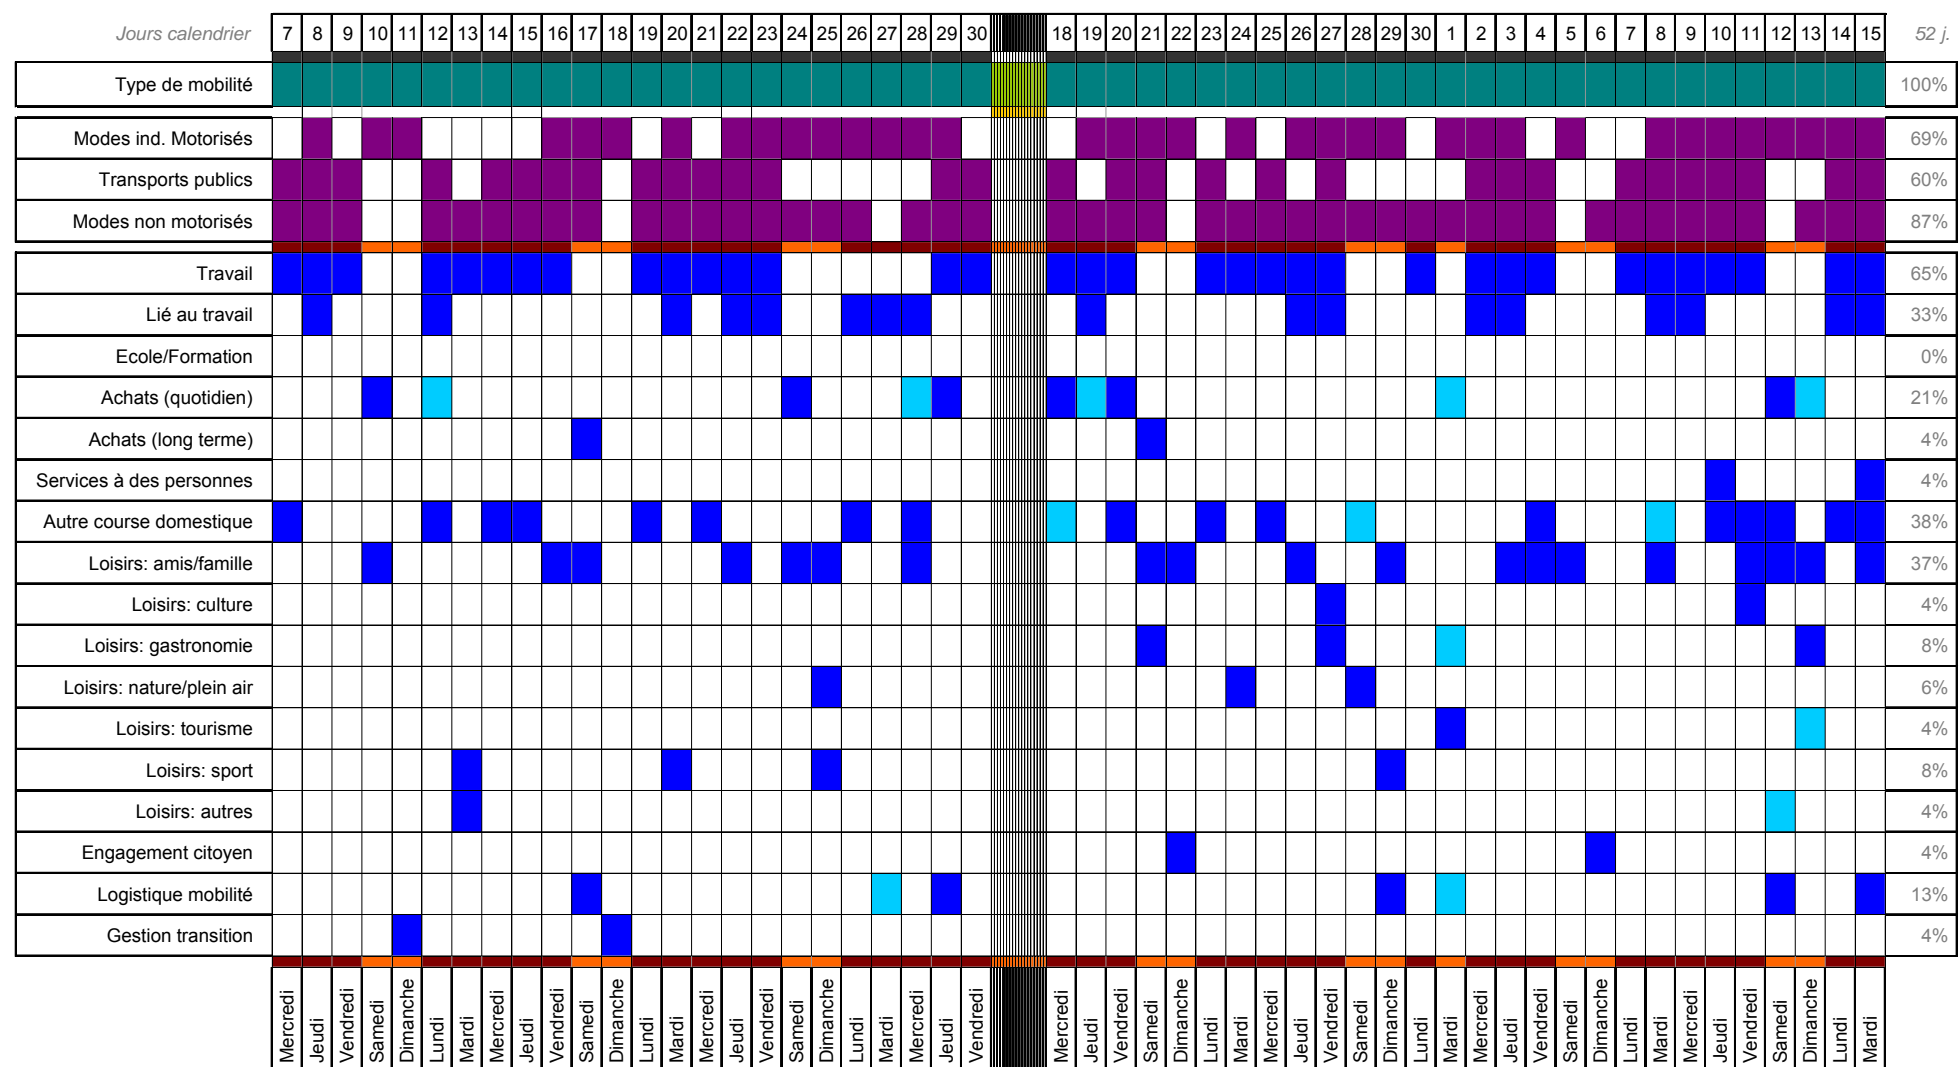 Jours calendrier 7 8 9 10 11 12 13 14 15 16 17 18 19 20 21 22 23 24 25 26 27 28 29 30 18 19 20 21 22 23 24 25 26 27 28 29 30 1 2 3 4 5 6 7 8 9 10 11 12 13 14 15 52 j.
Type de mobilité 100%
Modes ind. Motorisés 69%
Transports publics 60%
Modes non motorisés 87%
Travail 65%
Lié au travail 33%
Ecole/Formation 0%
Achats (quotidien) 21%
Achats (long terme) 4%
Services à des personnes 4%
Autre course domestique 38%
Loisirs: amis/famille 37%
Loisirs: culture 4%
Loisirs: gastronomie 8%
Loisirs: nature/plein air 6%
Loisirs: tourisme 4%
Loisirs: sport 8%
Loisirs: autres 4%
Engagement citoyen 4%
Logistique mobilité 13%
Gestion transition 4%
Mercredi Jeudi Vendredi Samedi Dimanche Lundi Mardi Mercredi Jeudi Vendredi Samedi Dimanche Lundi Mardi Mercredi Jeudi Vendredi Samedi Dimanche Lundi Mardi Mercredi Jeudi Vendredi Mercredi Jeudi Vendredi Samedi Dimanche Lundi Mardi Mercredi Jeudi Vendredi Samedi Dimanche Lundi Mardi Mercredi Jeudi Vendredi Samedi Dimanche Lundi Mardi Mercredi Jeudi Vendredi Samedi Dimanche Lundi Mardi